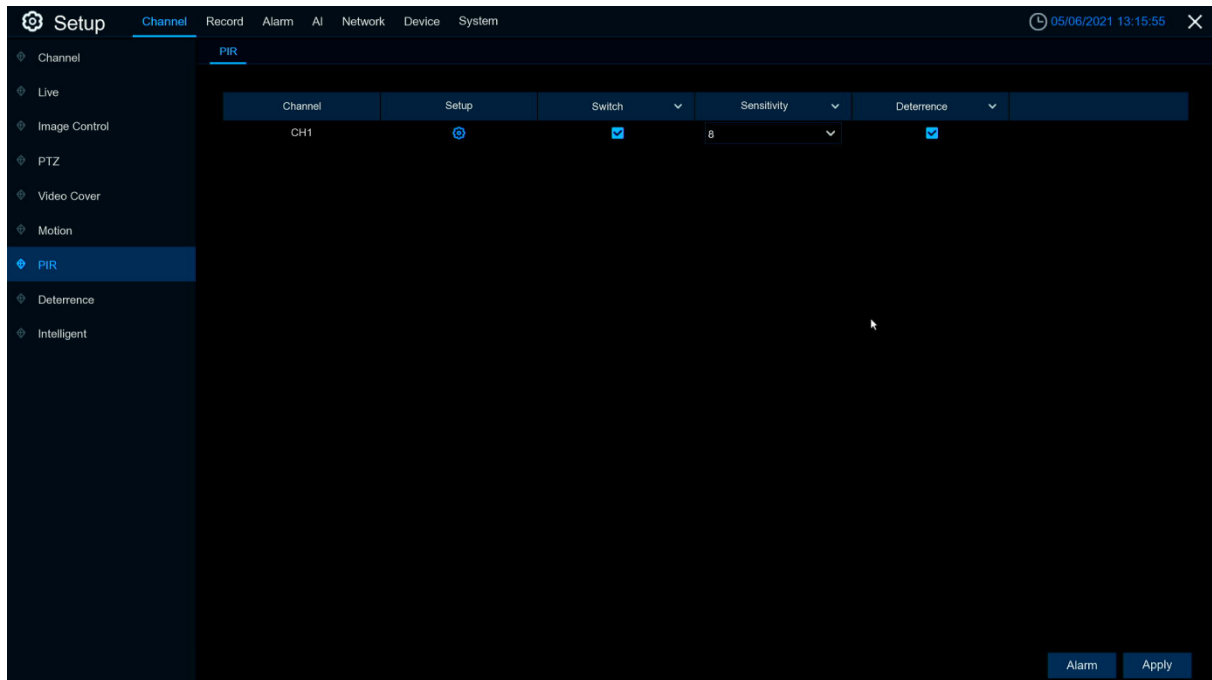 Setup Channel Record Alarm AI Network Device System 05/06/2021 13:15:55
Channel
Live
Image Control
PTZ
Video Cover
Motion
PIR
Deterrence
Intelligent
PIR
Channel Setup Switch Sensitivity Deterrence
CH1 8
Alarm Apply